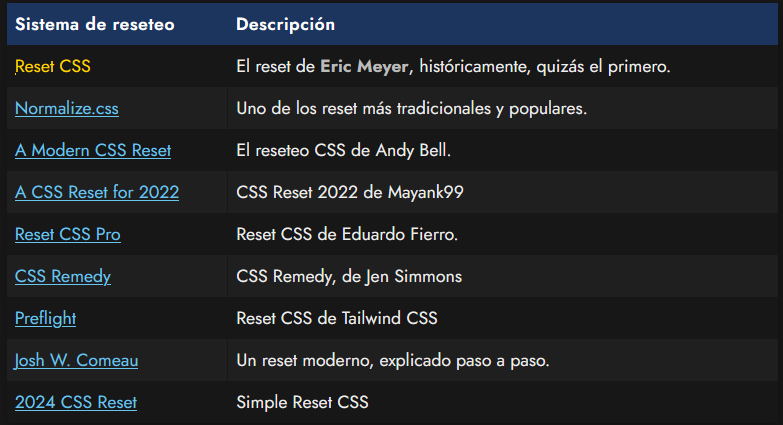 Sistema de reseteo Descripción
Reset CSS El reset de Eric Meyer, históricamente, quizás el primero.
Normalize.css Uno de los reset más tradicionales y populares.
A Modern CSS Reset El reseteo CSS de Andy Bell.
A CSS Reset for 2022 CSS Reset 2022 de Mayank99
Reset CSS Pro Reset CSS de Eduardo Fierro.
CSS Remedy CSS Remedy, de Jen Simmons
Preflight Reset CSS de Tailwind CSS
Josh W. Comeau Un reset moderno, explicado paso a paso.
2024 CSS Reset Simple Reset CSS